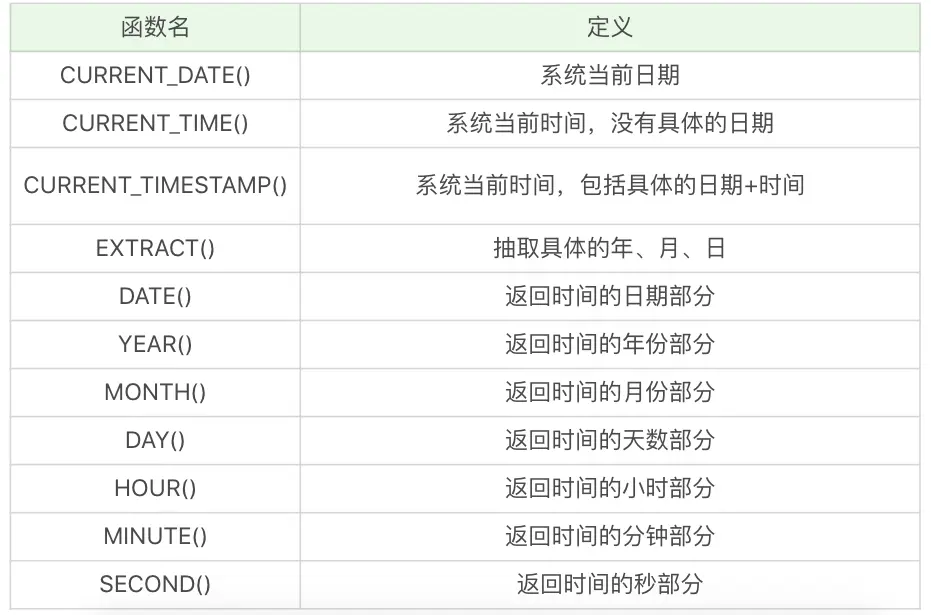 函数名 定义
CURRENT_DATE() 系统当前日期
CURRENT_TIME() 系统当前时间，没有具体的日期
CURRENT_TIMESTAMP() 系统当前时间，包括具体的日期+时间
EXTRACT() 抽取具体的年、月、日
DATE() 返回时间的日期部分
YEAR() 返回时间的年份部分
MONTH() 返回时间的月份部分
DAY() 返回时间的天数部分
HOUR() 返回时间的小时部分
MINUTE() 返回时间的分钟部分
SECOND() 返回时间的秒部分